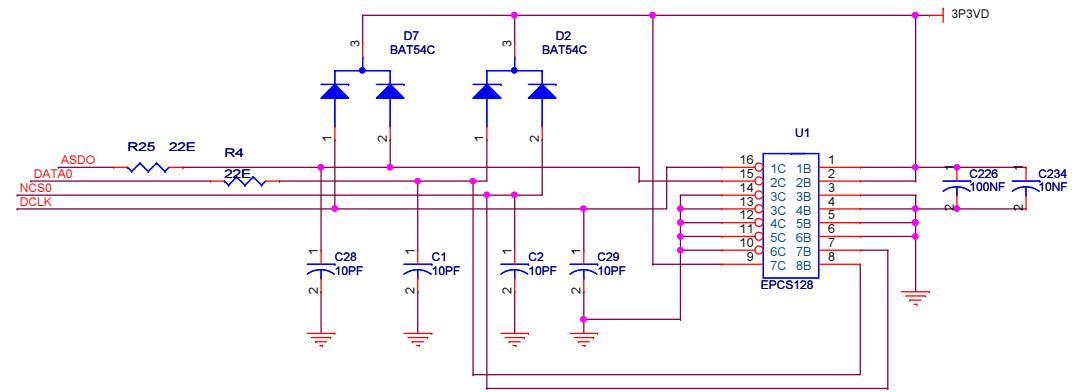 3P3VD
D7
BAT54C
3
D2
BAT54C
3
1
2
1
2
U1
ASDO
R25 22E
DATA0
R4
22E
NCS0
DCLK
16 1C 1B 1
15 2C 2B 2
14 3C 3B 3
13 3C 4B 4
12 4C 5B 5
11 5C 6B 6
10 6C 7B 7
9 7C 8B 8
EPCS128
1
C226
100NF
2
1
C234
10NF
2
1
C28
10PF
2
1
C1
10PF
2
1
C2
10PF
2
1
C29
10PF
2